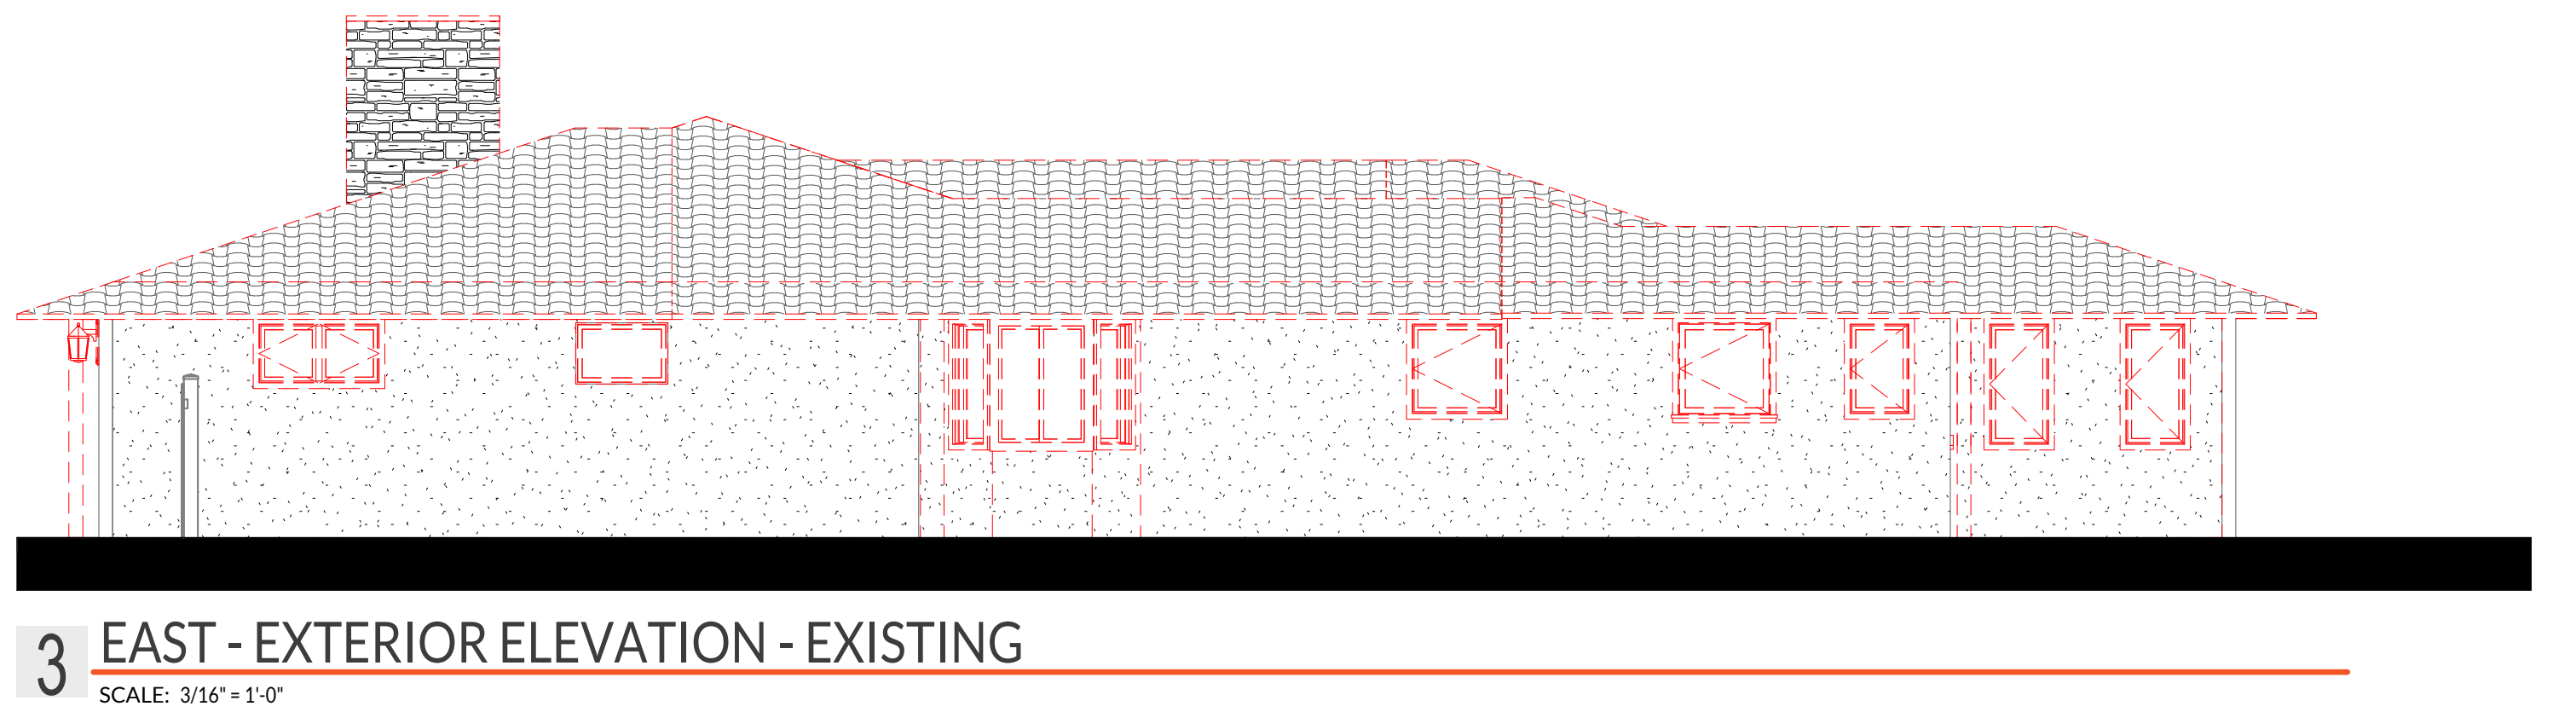 3
EAST - EXTERIOR ELEVATION - EXISTING
SCALE: 3/16" = 1'-0"